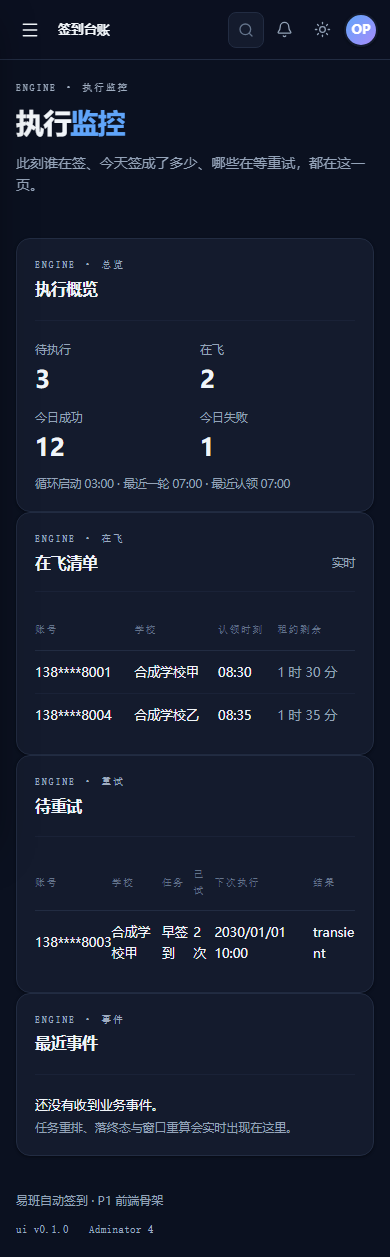 签到台账
OP
ENGINE • 执行监控
执行监控
此刻谁在签、今天签成了多少、哪些在等重试，都在这一
页。
ENGINE • 总览
执行概览
待执行 在飞
3 2
今日成功 今日失败
12 1
循环启动 03:00 · 最近一轮 07:00 · 最近认领 07:00
ENGINE • 在飞
在飞清单 实时
账号 学校 认领时刻 租约剩余
138****8001 合成学校甲 08:30 1 时 30 分
138****8004 合成学校乙 08:35 1 时 35 分
ENGINE • 重试
待重试
账号 学校 任务 已试 下次执行 结果
138****8003 合成学 早签 2 2030/01/01 transie
校甲 到 次 10:00 nt
ENGINE • 事件
最近事件
还没有收到业务事件。
任务重排、落终态与窗口重算会实时出现在这里。
易班自动签到 · P1 前端骨架
ui v0.1.0 Adminator 4